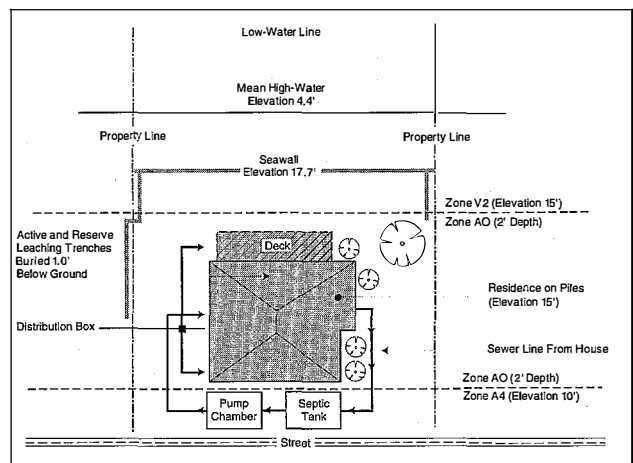 Low-Water Line
Mean High-Water
Elevation 4.4'
Property Line
Property Line
Seawall
Elevation 17.7'
Zone V2 (Elevation 15')
Zone AO (2' Depth)
Active and Reserve
Leaching Trenches
Buried 1.0'
Below Ground
Deck
Residence on Piles
(Elevation 15')
Distribution Box
Sewer Line From House
Zone AO (2' Depth)
Zone A4 (Elevation 10')
Pump
Chamber
Septic
Tank
Street